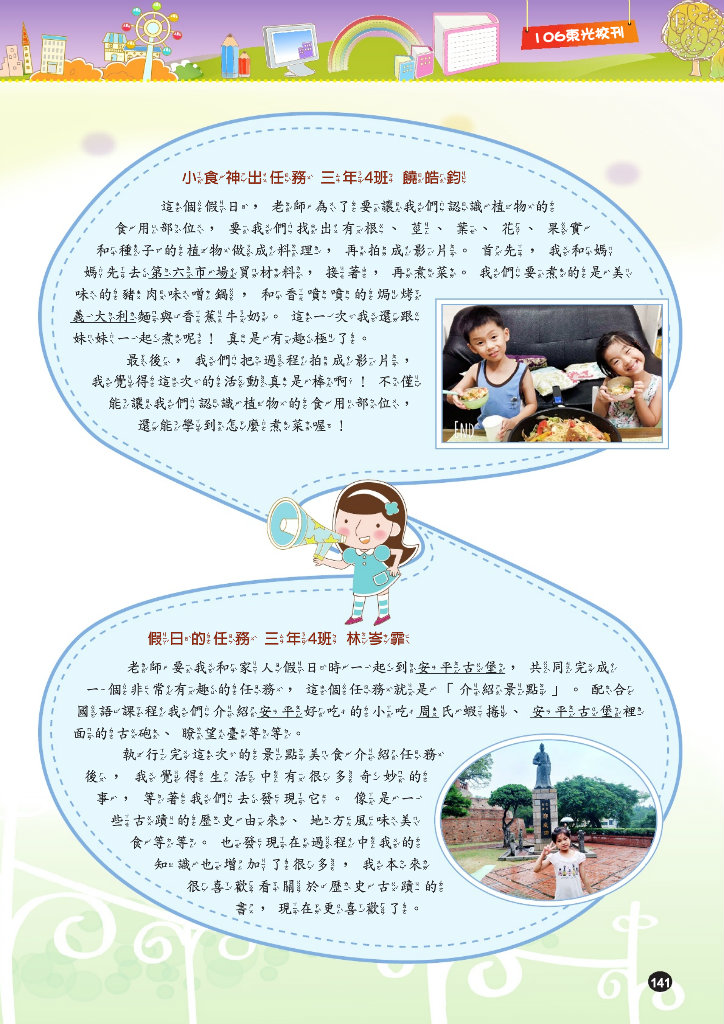 106東光校刊
小食神出任務 三年4班 饒皓鈞
這個假日，老師為了要讓我們認識植物的
食用部位，要我們找出有根、莖、葉、花、果實
和種子的植物做成料理，再拍成影片。首先，我和媽
媽先去第六市場買材料，接著，再煮菜。我們要煮的是美
味的豬肉味噌鍋，和香噴噴的焗烤
義大利麵與香蕉牛奶。這一次我還跟
妹妹一起煮呢！真是有趣極了。
最後，我們把過程拍成影片，
我覺得這次的活動真是棒啊！不僅
能讓我們認識植物的食用部位，
還能學到怎麼煮菜喔！
END
假日的任務 三年4班 林岑霏
老師要我和家人假日時一起到安平古堡，共同完成
一個非常有趣的任務，這個任務就是「介紹景點」。配合
國語課程我們介紹安平好吃的小吃周氏蝦捲、安平古堡裡
面的古砲、瞭望臺等等。
執行完這次的景點美食介紹任務
後，我覺得生活中有很多奇妙的
事，等著我們去發現它。像是一
些古蹟的歷史由來、地方風味美
食等等。也發現在過程中我的
知識也增加了很多，我本來
很喜歡看關於歷史古蹟的
書，現在更喜歡了。
141